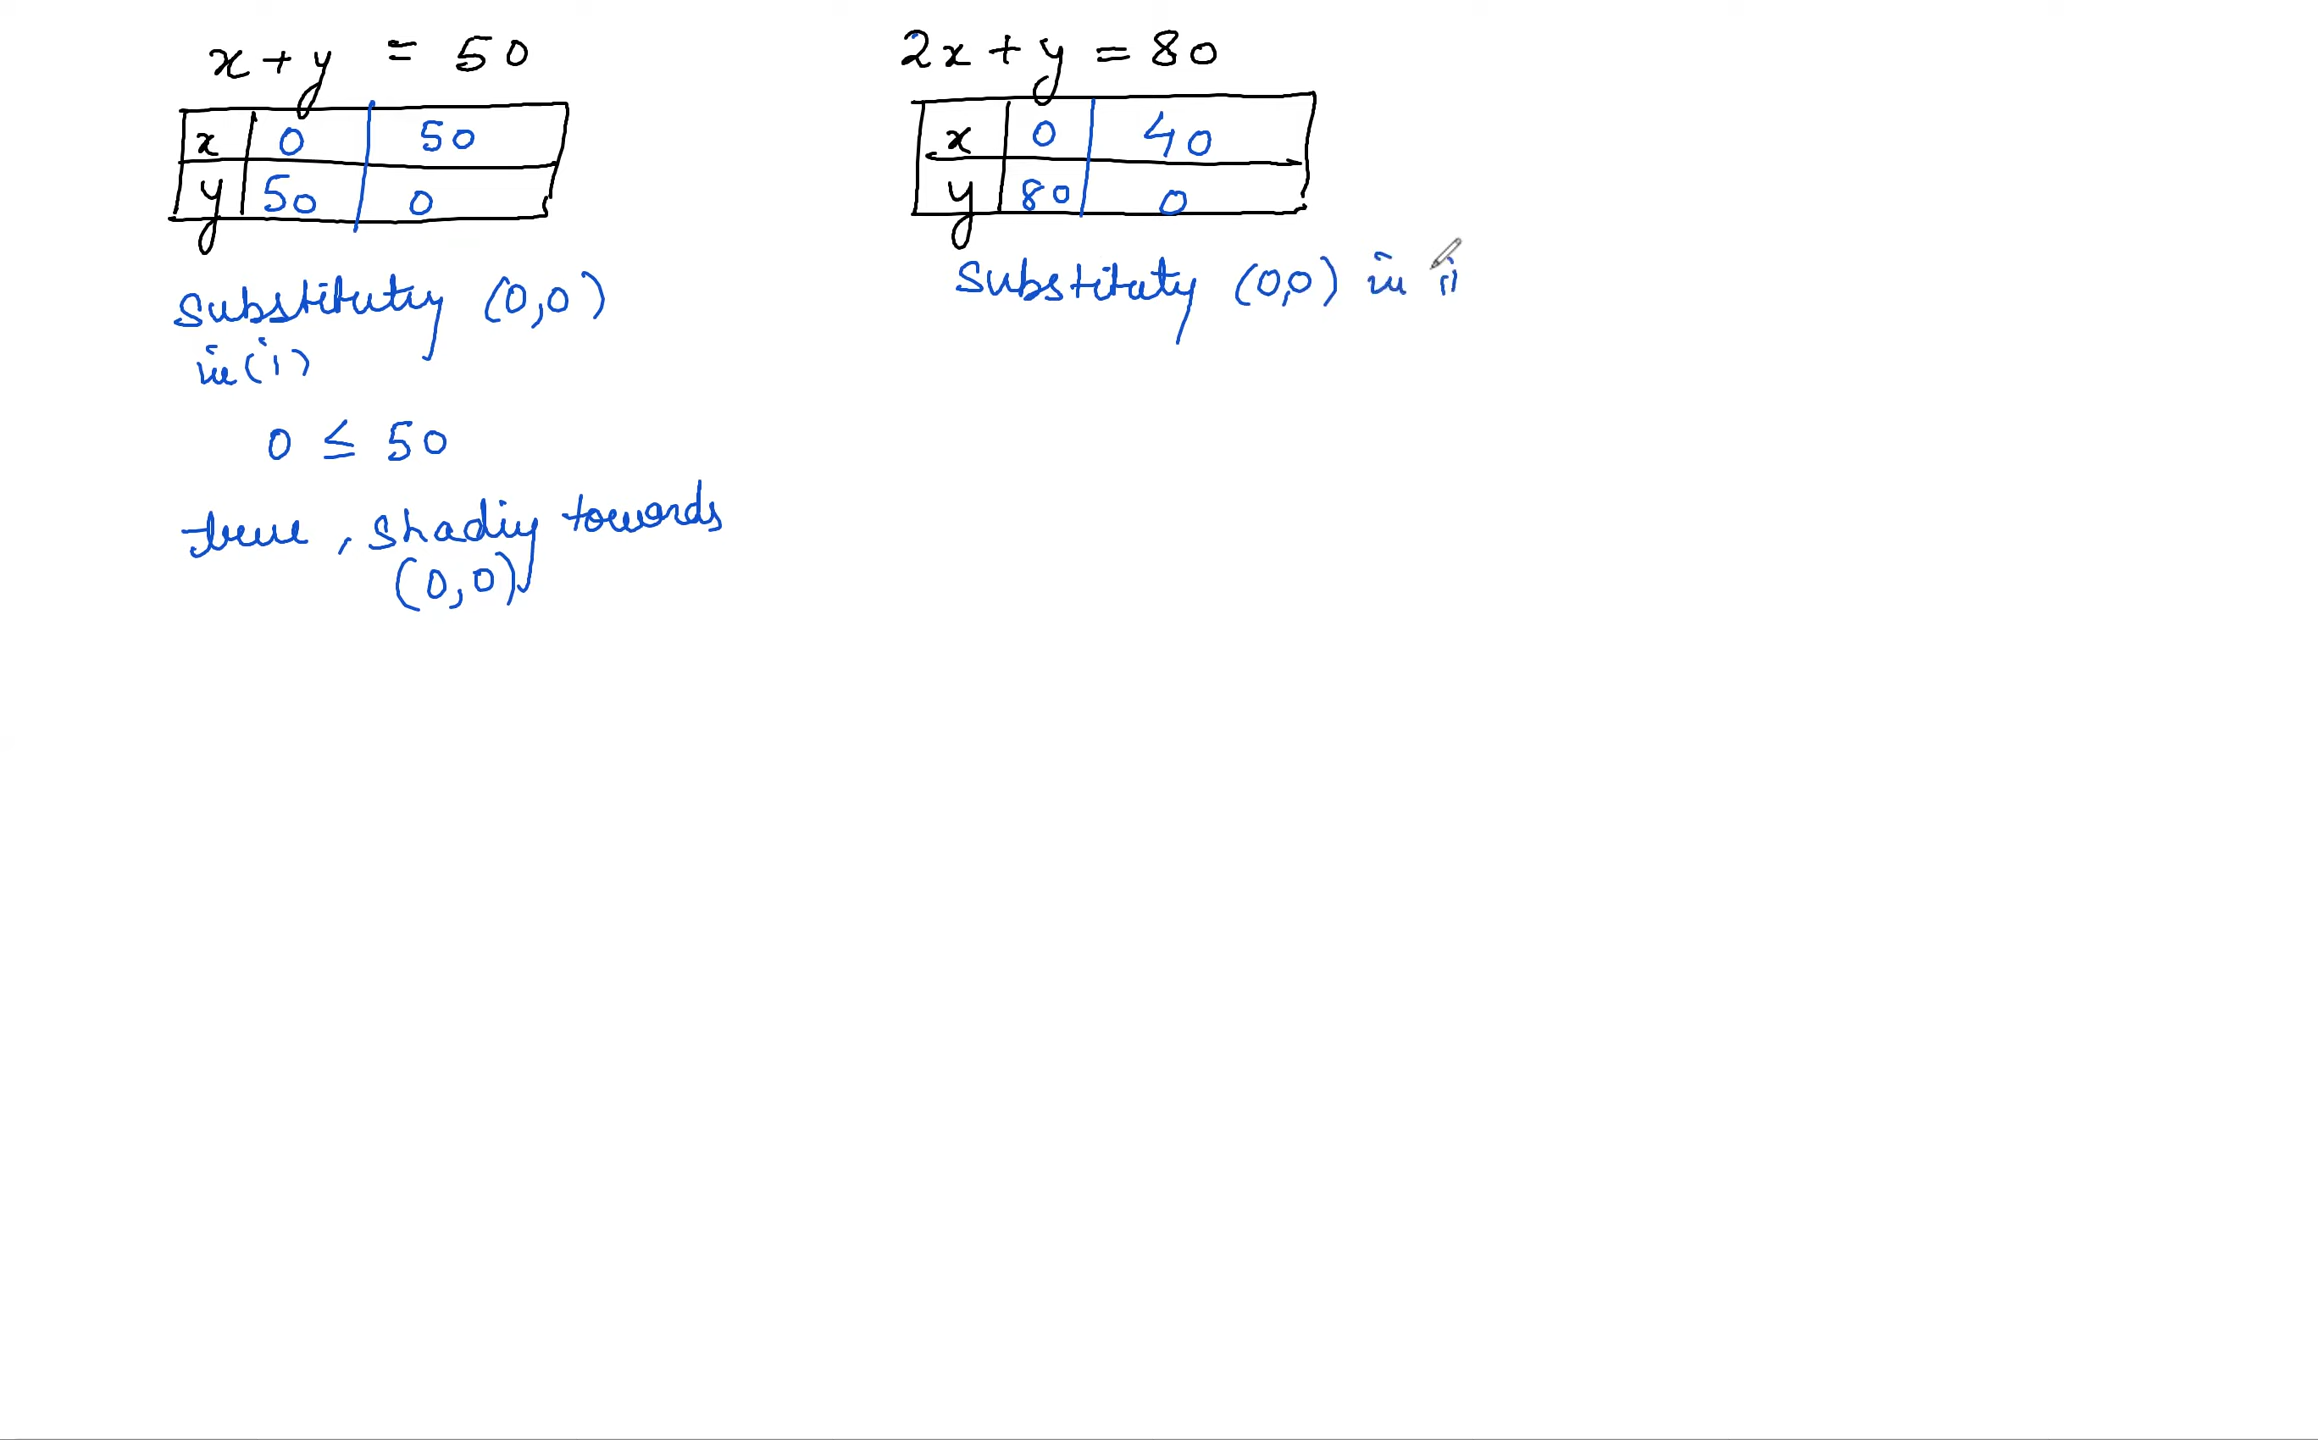 x + y = 50
x 0 50
y 50 0
Substituting (0,0)
in (i)
0 ≤ 50
true, shading towards
(0,0)
2x + y = 80
x 0 40
y 80 0
Substituting (0,0) in ii